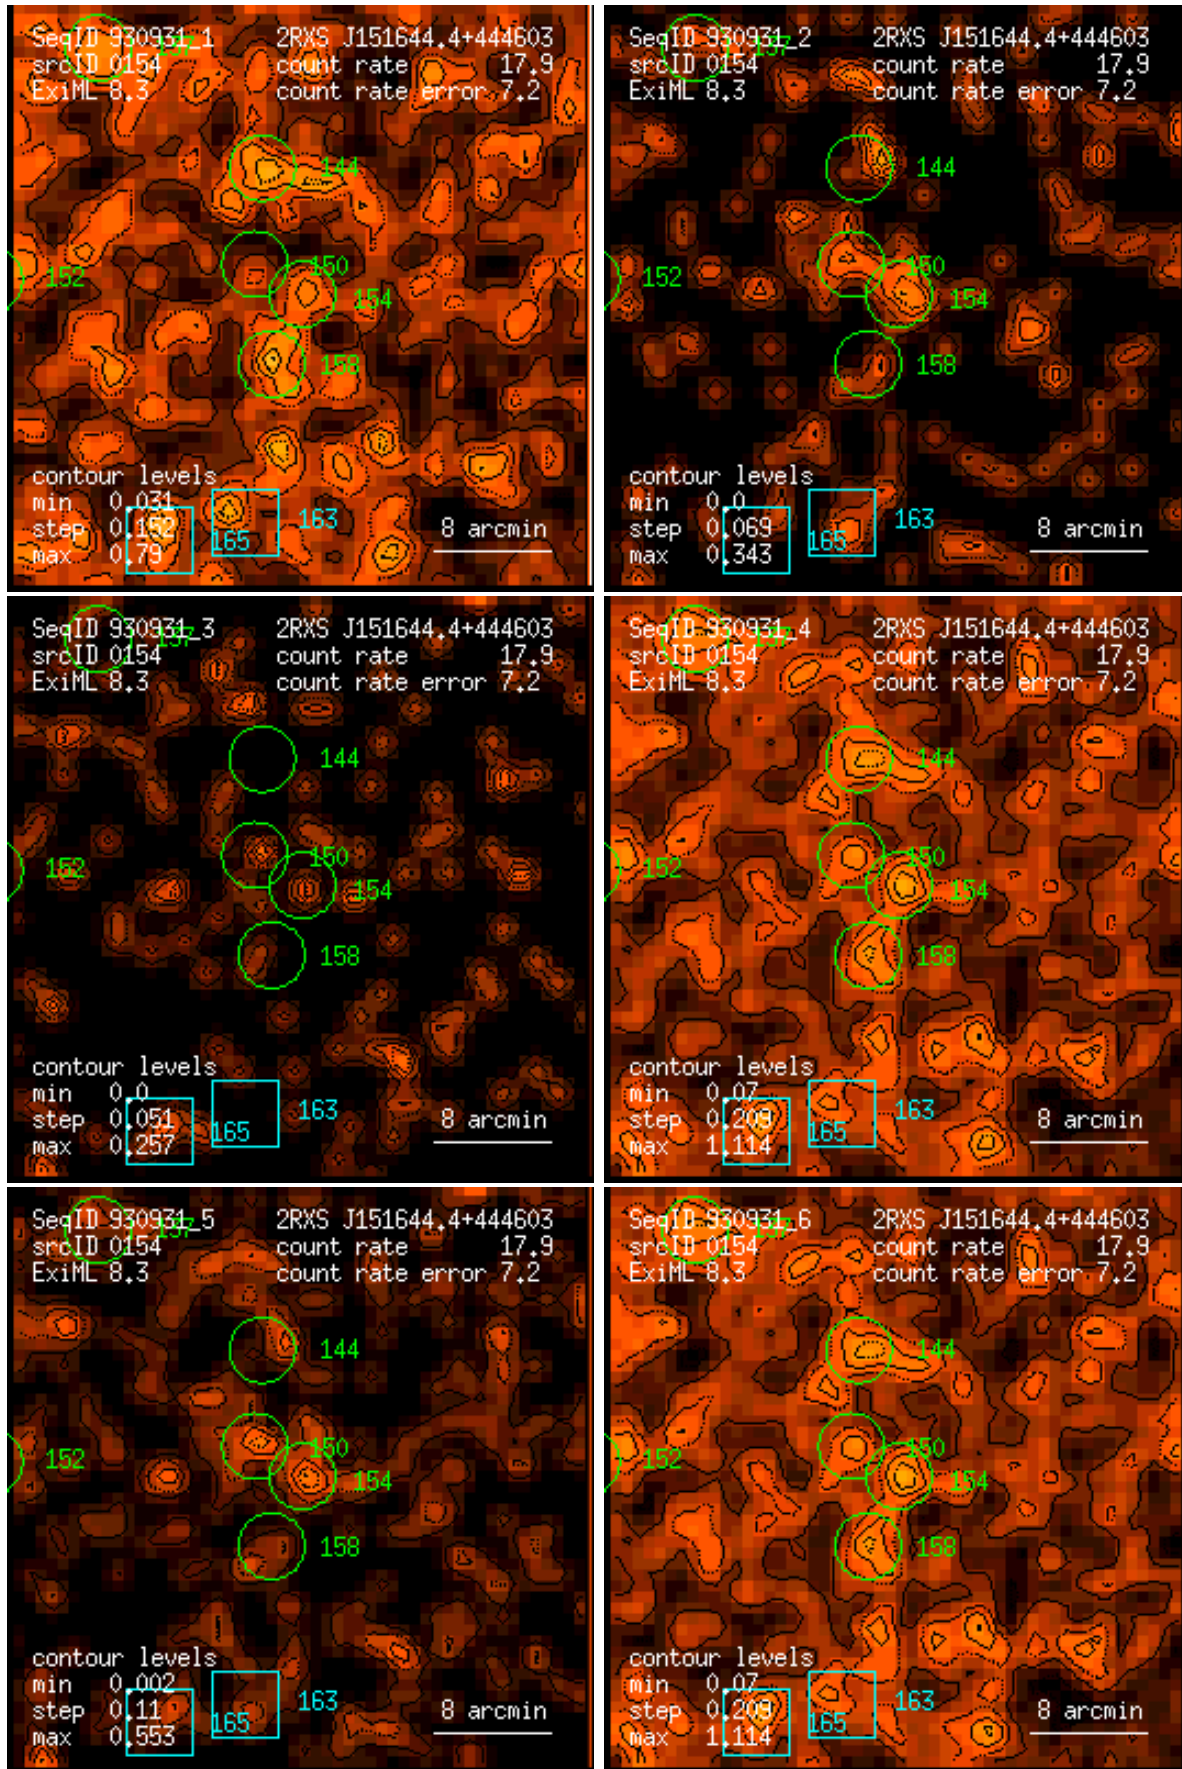 SeqID 930931_1 2RXS J151644.4+444603
137
srcID 0154 count rate 17.9
ExiML 8.3 count rate error 7.2
144
150
152
154
158
contour levels
min 0.031
step 0.152
max 0.79
163
165
8 arcmin
SeqID 930931_2 2RXS J151644.4+444603
137
srcID 0154 count rate 17.9
ExiML 8.3 count rate error 7.2
144
150
152
154
158
contour levels
min 0.0
step 0.069
max 0.343
163
165
8 arcmin
SeqID 930931_3 2RXS J151644.4+444603
137
srcID 0154 count rate 17.9
ExiML 8.3 count rate error 7.2
144
150
152
154
158
contour levels
min 0.0
step 0.051
max 0.257
163
165
8 arcmin
SeqID 930931_4 2RXS J151644.4+444603
137
srcID 0154 count rate 17.9
ExiML 8.3 count rate error 7.2
144
150
152
154
158
contour levels
min 0.07
step 0.209
max 1.114
163
165
8 arcmin
SeqID 930931_5 2RXS J151644.4+444603
137
srcID 0154 count rate 17.9
ExiML 8.3 count rate error 7.2
144
150
152
154
158
contour levels
min 0.002
step 0.11
max 0.553
163
165
8 arcmin
SeqID 930931_6 2RXS J151644.4+444603
137
srcID 0154 count rate 17.9
ExiML 8.3 count rate error 7.2
144
150
152
154
158
contour levels
min 0.07
step 0.209
max 1.114
163
165
8 arcmin